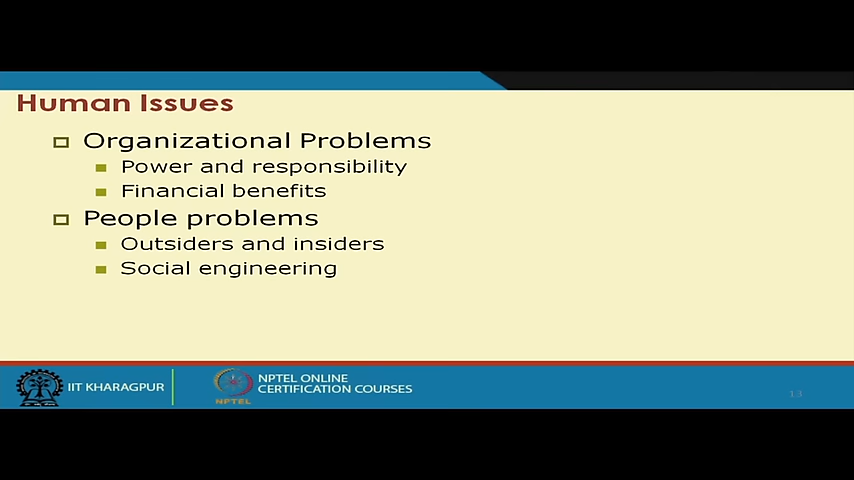 Human Issues
Organizational Problems
Power and responsibility
Financial benefits
People problems
Outsiders and insiders
Social engineering
IIT KHARAGPUR
NPTEL
NPTEL ONLINE
CERTIFICATION COURSES
13